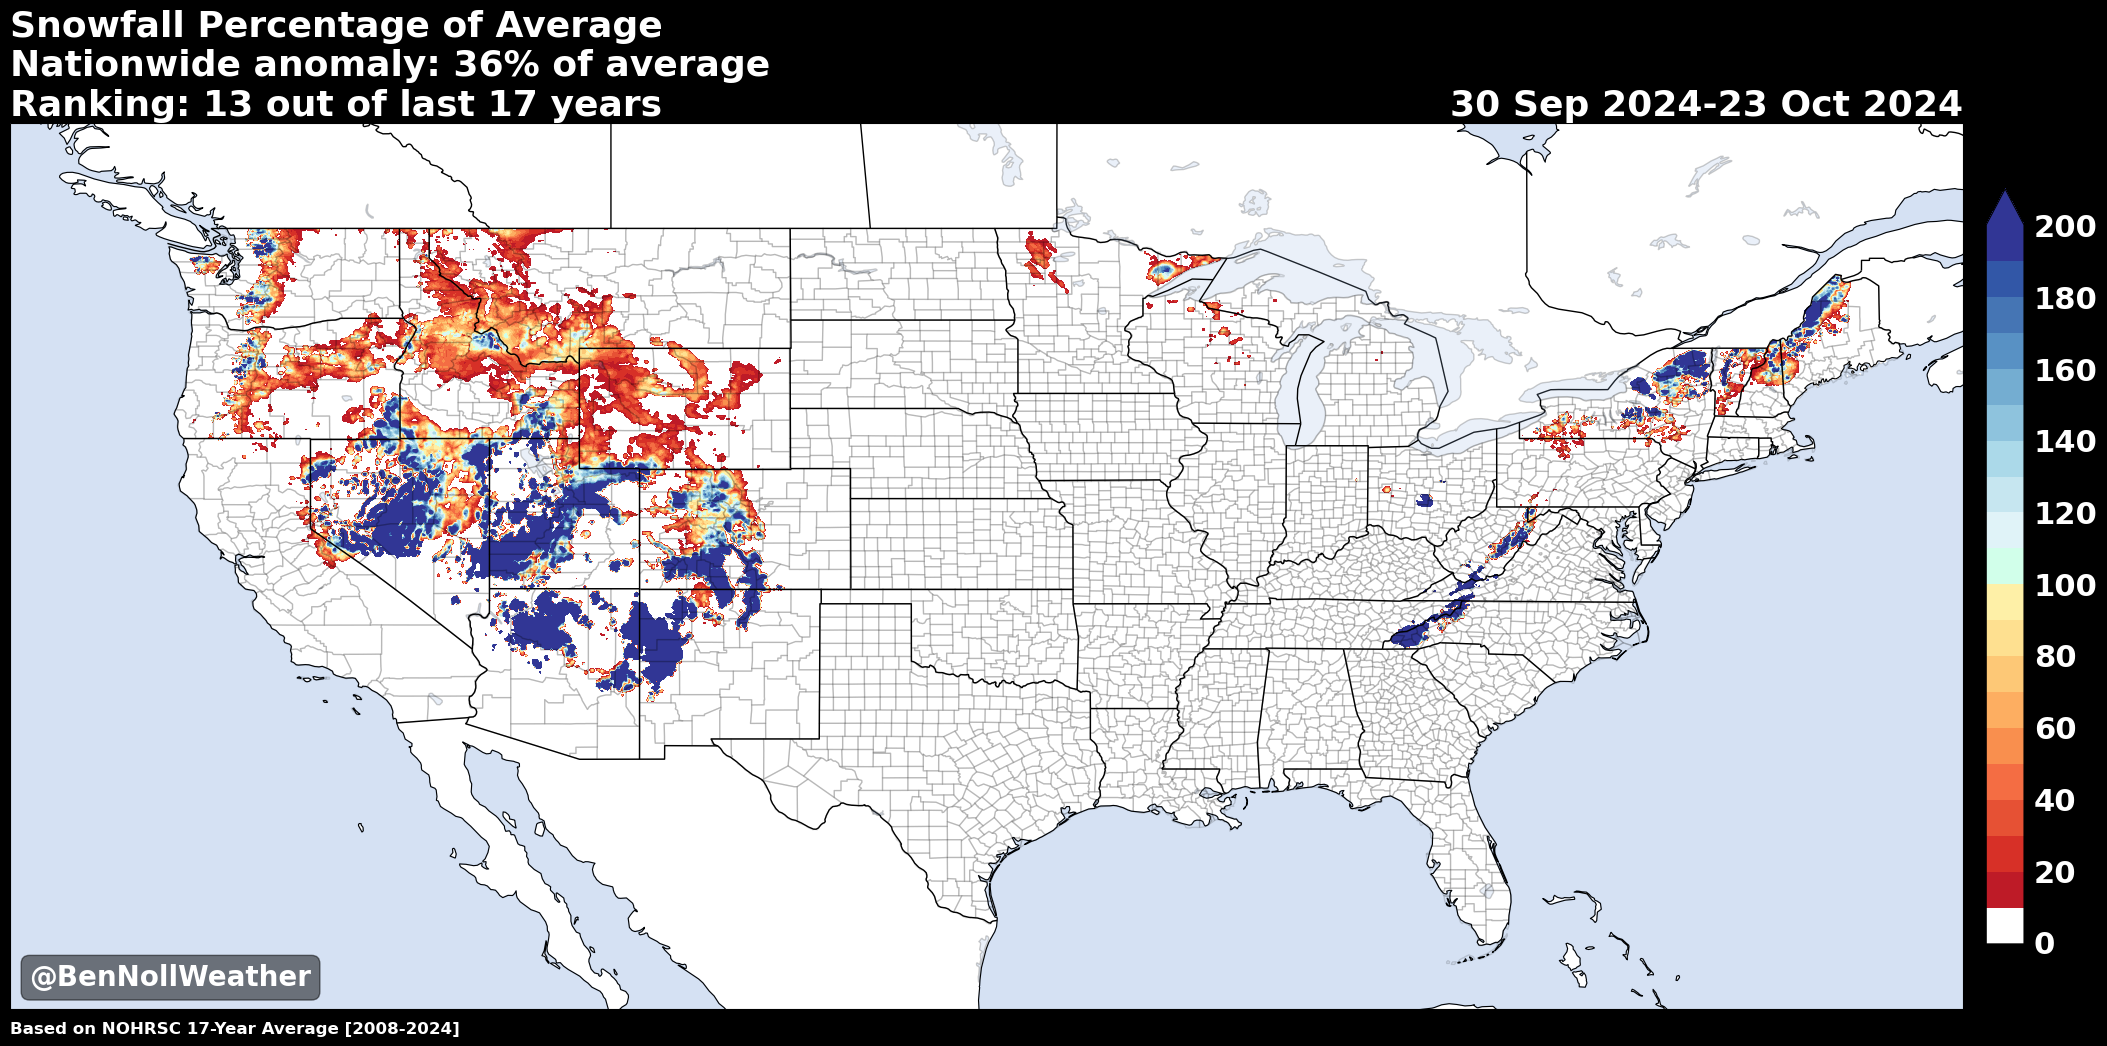 Snowfall Percentage of Average
Nationwide anomaly: 36% of average
Ranking: 13 out of last 17 years
30 Sep 2024-23 Oct 2024
200
180
160
140
120
100
80
60
40
20
0
@BenNollWeather
Based on NOHRSC 17-Year Average [2008-2024]